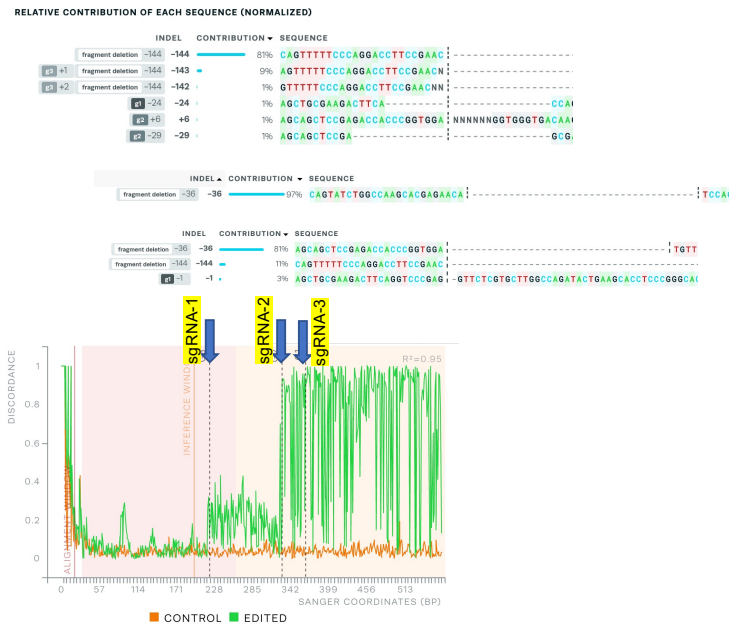 RELATIVE CONTRIBUTION OF EACH SEQUENCE (NORMALIZED)
INDEL CONTRIBUTION SEQUENCE
fragment deletion -144 -144 81% CAGTTTTTCCCAGGACCTTCCGAAC
g3 +1 fragment deletion -144 -143 9% AGTTTTTCCCAGGACCTTCCGAACN
g3 +2 fragment deletion -144 -142 1% GTTTTTCCCAGGACCTTCCGAACNN
g1 -24 -24 1% AGCTGCGAAGACTTCA CCA
g2 +6 +6 1% AGCAGCTCCGAGACCACCCGGTGGA NNNNNNGGTGGGTGACAA
g2 -29 -29 1% AGCAGCTCCGA GCG
INDEL CONTRIBUTION SEQUENCE
fragment deletion -36 -36 97% CAGTATCTGGCCAAGCACGAGAACA TCCA
INDEL CONTRIBUTION SEQUENCE
fragment deletion -36 -36 81% AGCAGCTCCGAGACCACCCGGTGGA TGTT
fragment deletion -144 -144 11% CAGTTTTTCCCAGGACCTTCCGAAC
g1 -1 -1 3% AGCTGCGAAGACTTCAGGTCCCGAG -GTTCTCGTGCTTGGCCAGATACTGAAGCACCTCCCGGGCA
sgRNA-1
sgRNA-2
sgRNA-3
R²=0.95
DISCORDANCE
1
0.8
0.6
0.4
0.2
0
INFERENCE WIND
ALIGNMENT WINDOW
0 57 114 171 228 285 342 399 456 513
SANGER COORDINATES (BP)
CONTROL EDITED